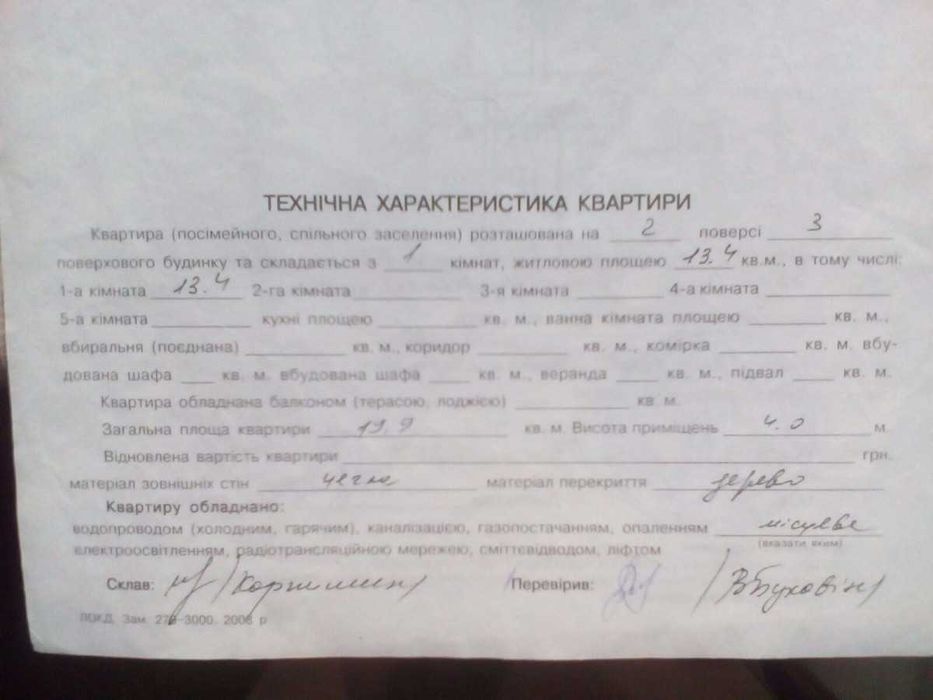 ТЕХНІЧНА ХАРАКТЕРИСТИКА КВАРТИРИ
Квартира (посімейного, спільного заселення) розташована на 2 поверсі 3
поверхового будинку та складається з 1 кімнат, житловою площею 13.4 кв.м., в тому числі:
1-а кімната 13.4 2-га кімната 3-я кімната 4-а кімната
5-а кімната кухні площею кв. м., ванна кімната площею кв. м.,
вбиральня (поєднана) кв. м., коридор кв. м., комірка кв. м. вбу-
дована шафа кв. м. вбудована шафа кв. м., веранда кв. м., підвал кв. м.
Квартира обладнана балконом (терасою, лоджією) кв м.
Загальна площа квартири 19.9 кв. м. Висота приміщень 4.0 м.
Відновлена вартість квартири грн.
матеріал зовнішніх стін цегла матеріал перекриття дерево
Квартиру обладнано:
водопроводом (холодним, гарячим), каналізацією, газопостачанням, опаленням місцеве
(вказати яким)
електроосвітленням, радіотрансляційною мережею, сміттєвідводом, ліфтом
Склав: Перевірив:
Зам. 276-3000. 2006 р